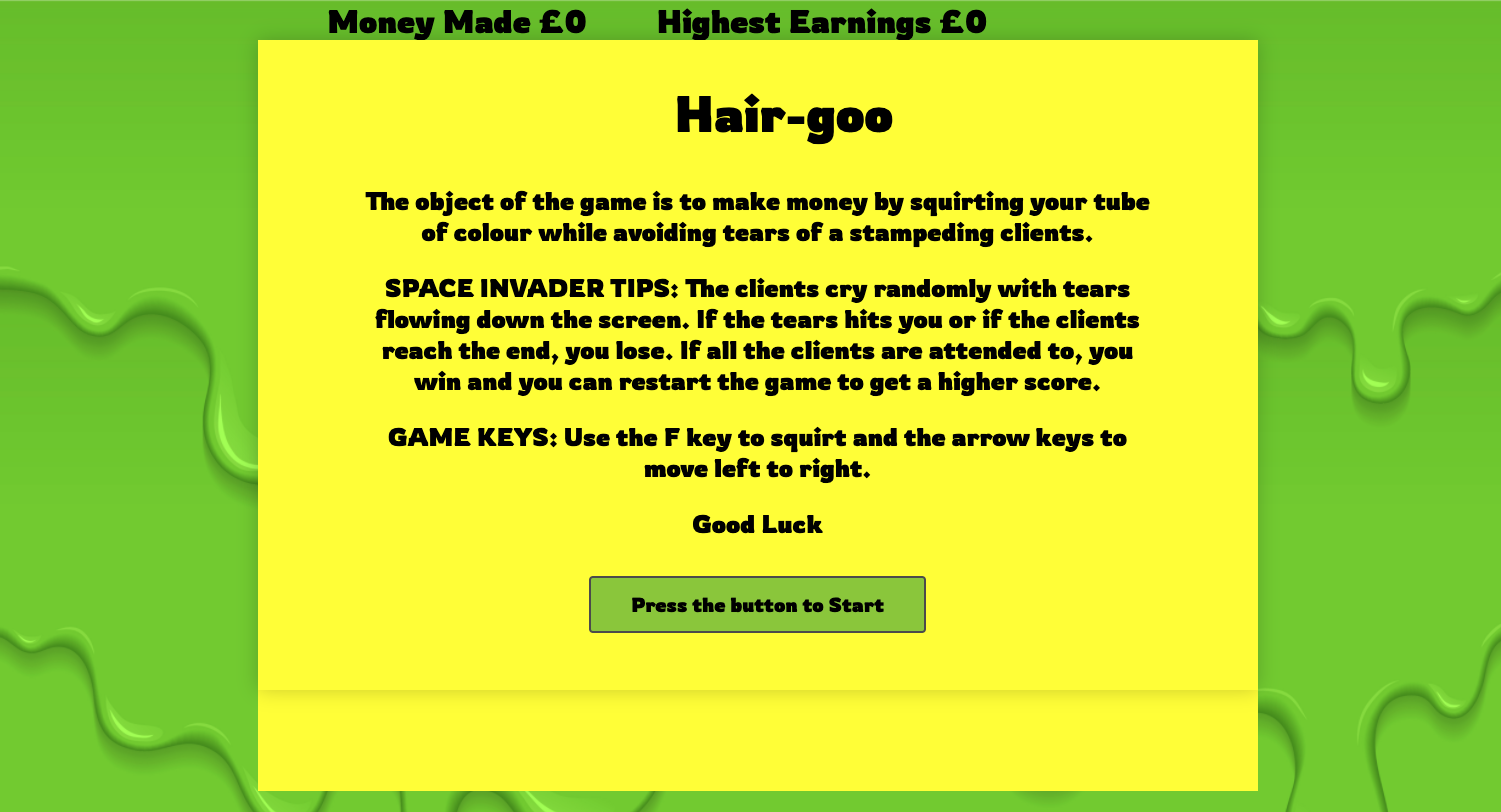 Money Made £0 Highest Earnings £0
Hair-goo
The object of the game is to make money by squirting your tube
of colour while avoiding tears of a stampeding clients.
SPACE INVADER TIPS: The clients cry randomly with tears
flowing down the screen. If the tears hits you or if the clients
reach the end, you lose. If all the clients are attended to, you
win and you can restart the game to get a higher score.
GAME KEYS: Use the F key to squirt and the arrow keys to
move left to right.
Good Luck
Press the button to Start